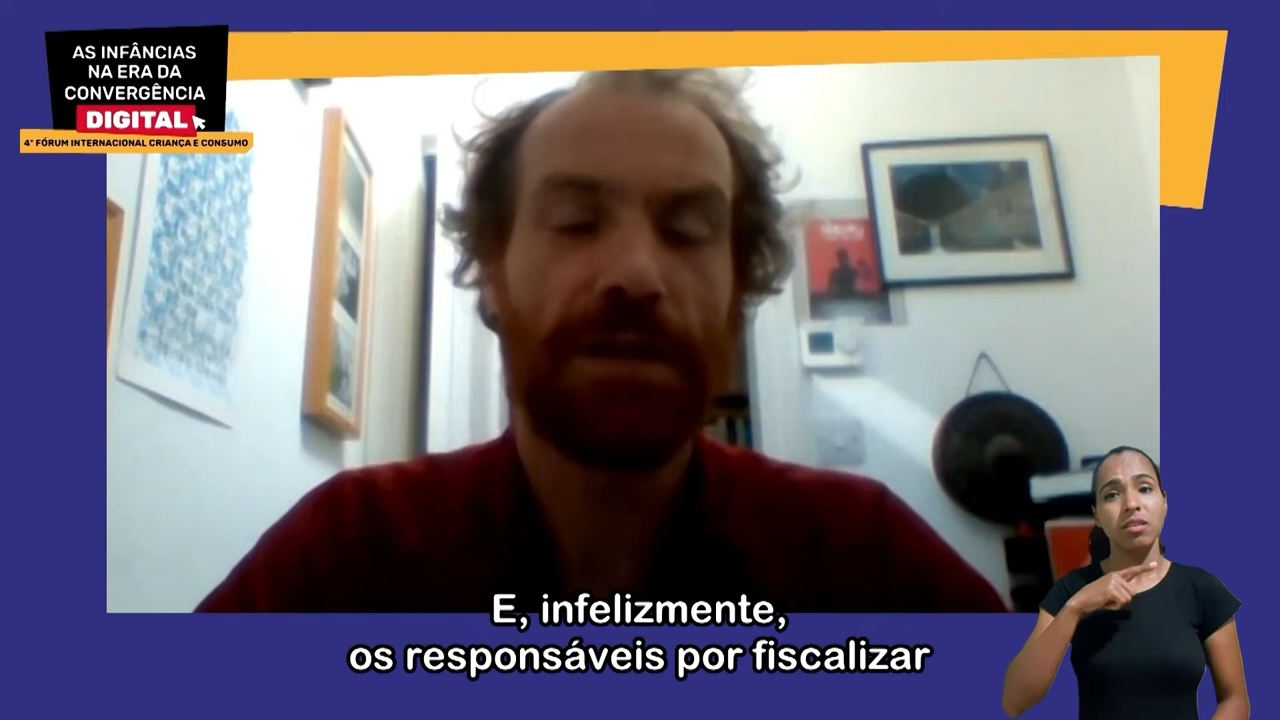 AS INFÂNCIAS
NA ERA DA
CONVERGÊNCIA
DIGITAL
4º FÓRUM INTERNACIONAL CRIANÇA E CONSUMO
E, infelizmente,
os responsáveis por fiscalizar